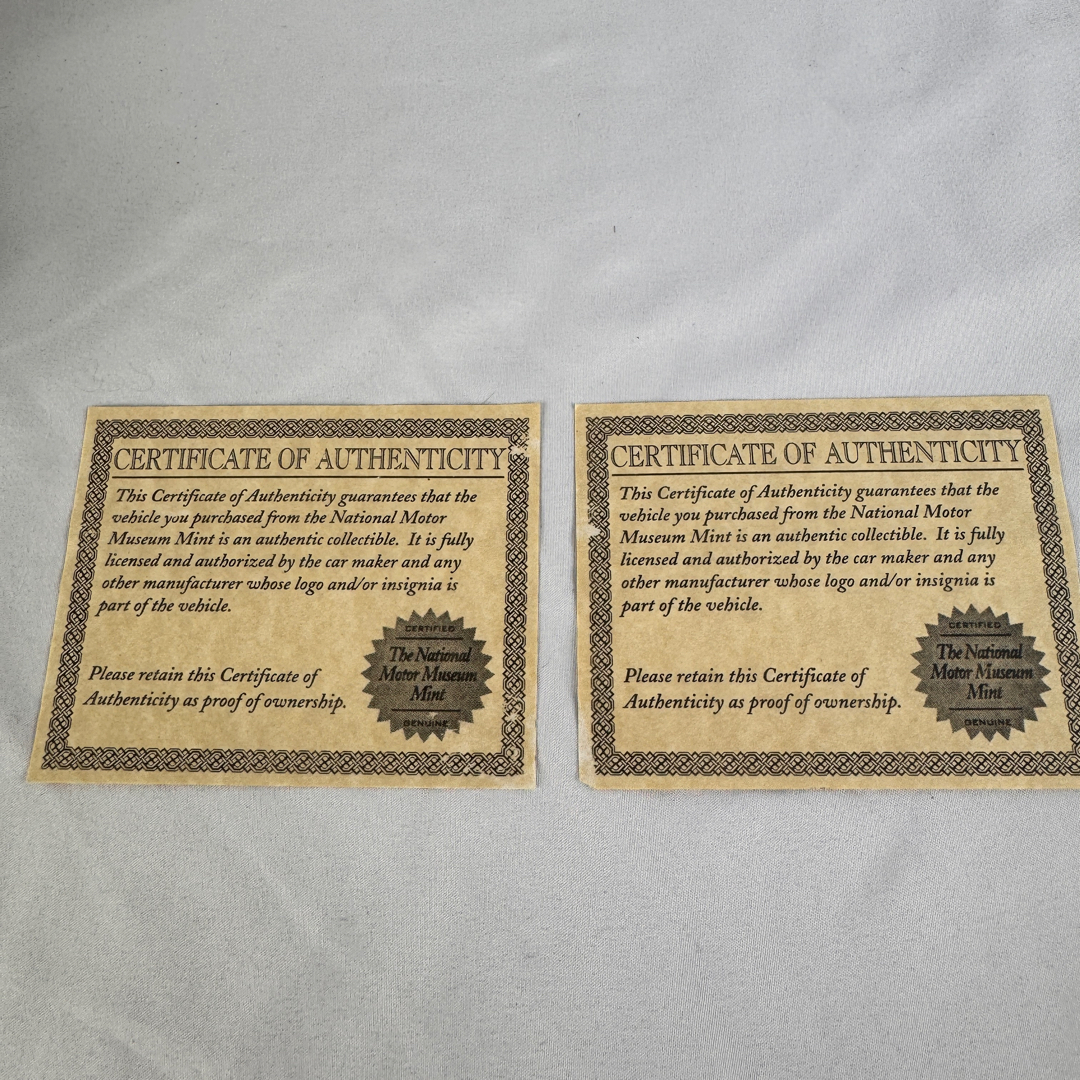 CERTIFICATE OF AUTHENTICITY
This Certificate of Authenticity guarantees that the
vehicle you purchased from the National Motor
Museum Mint is an authentic collectible. It is fully
licensed and authorized by the car maker and any
other manufacturer whose logo and/or insignia is
part of the vehicle.
Please retain this Certificate of
Authenticity as proof of ownership.
CERTIFIED
The National
Motor Museum
Mint
GENUINE
CERTIFICATE OF AUTHENTICITY
This Certificate of Authenticity guarantees that the
vehicle you purchased from the National Motor
Museum Mint is an authentic collectible. It is fully
licensed and authorized by the car maker and any
other manufacturer whose logo and/or insignia is
part of the vehicle.
Please retain this Certificate of
Authenticity as proof of ownership.
CERTIFIED
The National
Motor Museum
Mint
GENUINE